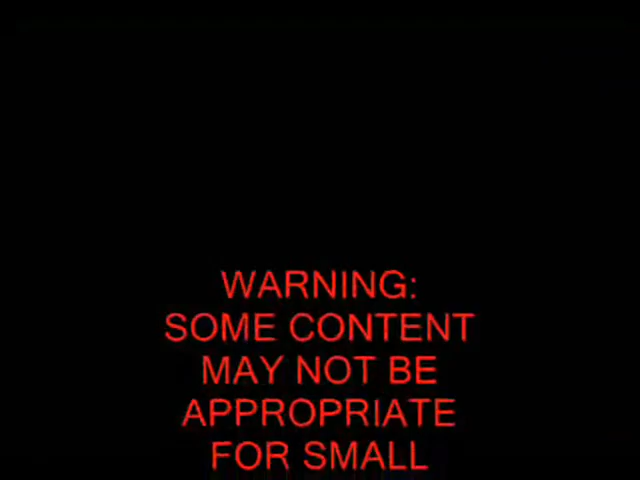 WARNING:
SOME CONTENT
MAY NOT BE
APPROPRIATE
FOR SMALL